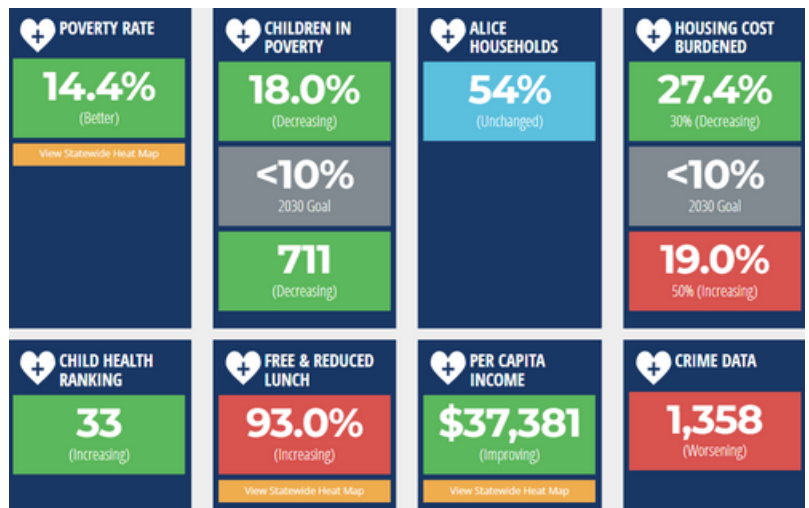 POVERTY RATE
14.4%
(Better)
View Statewide Heat Map
CHILDREN IN
POVERTY
18.0%
(Decreasing)
<10%
2030 Goal
711
(Decreasing)
ALICE
HOUSEHOLDS
54%
(Unchanged)
HOUSING COST
BURDENED
27.4%
30% (Decreasing)
<10%
2030 Goal
19.0%
50% (Increasing)
CHILD HEALTH
RANKING
33
(Increasing)
FREE & REDUCED
LUNCH
93.0%
(Increasing)
View Statewide Heat Map
PER CAPITA
INCOME
$37,381
(Improving)
View Statewide Heat Map
CRIME DATA
1,358
(Worsening)